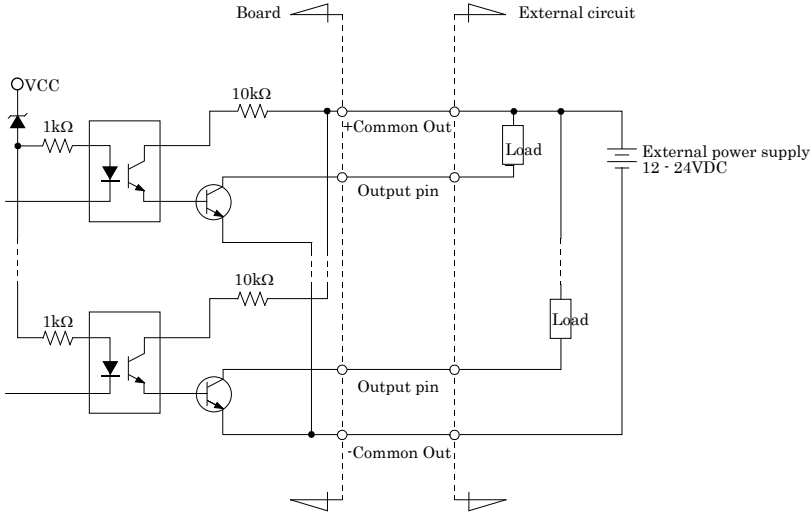 Board
External circuit
VCC
10kΩ
1kΩ
+Common Out
Load
External power supply
12 - 24VDC
Output pin
10kΩ
1kΩ
Load
Output pin
-Common Out